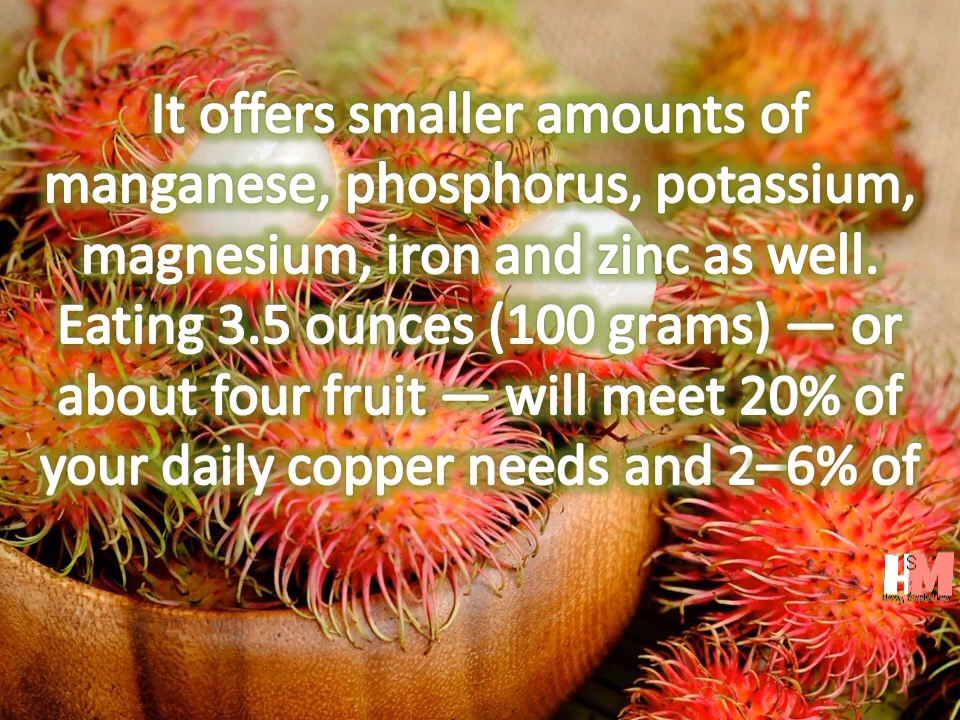 It offers smaller amounts of
manganese, phosphorus, potassium,
magnesium, iron and zinc as well.
Eating 3.5 ounces (100 grams) — or
about four fruit — will meet 20% of
your daily copper needs and 2–6% of
HSM